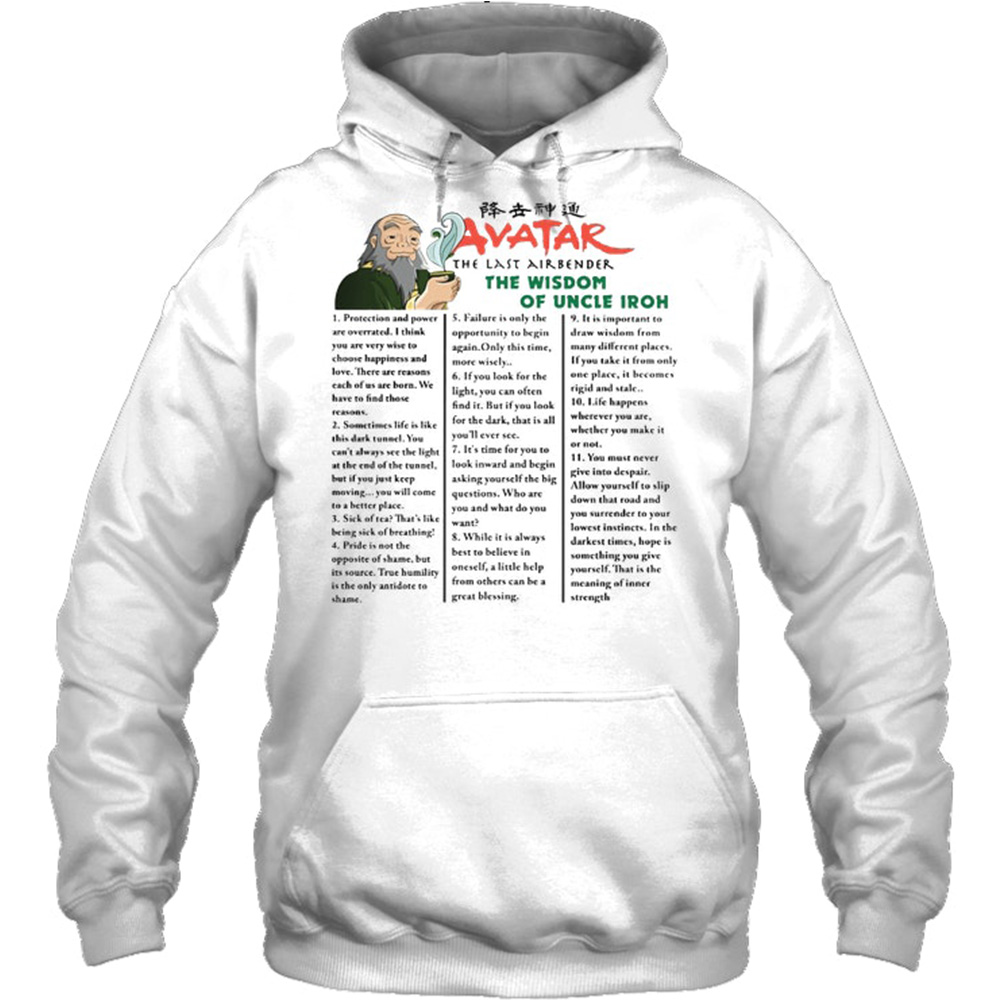 降去神通
AVATAR
THE LAST AIRBENDER
THE WISDOM
OF UNCLE IROH
1. Protection and power
are overrated. I think
you are very wise to
choose happiness and
love. There are reasons
each of us are born. We
have to find those
reasons.
2. Sometimes life is like
this dark tunnel. You
can't always see the light
at the end of the tunnel,
but if you just keep
moving... you will come
to a better place.
3. Sick of tea? That's like
being sick of breathing!
4. Pride is not the
opposite of shame, but
its source. True humility
is the only antidote to
shame.
5. Failure is only the
opportunity to begin
again.Only this time,
more wisely..
6. If you look for the
light, you can often
find it. But if you look
for the dark, that is all
you'll ever see.
7. It's time for you to
look inward and begin
asking yourself the big
questions. Who are
you and what do you
want?
8. While it is always
best to believe in
oneself, a little help
from others can be a
great blessing.
9. It is important to
draw wisdom from
many different places.
If you take it from only
one place, it becomes
rigid and stale..
10. Life happens
wherever you are,
whether you make it
or not.
11. You must never
give into despair.
Allow yourself to slip
down that road and
you surrender to your
lowest instincts. In the
darkest times, hope is
something you give
yourself. That is the
meaning of inner
strength